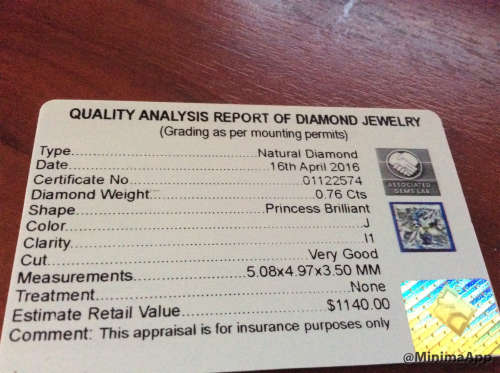 QUALITY ANALYSIS REPORT OF DIAMOND JEWELRY
(Grading as per mounting permits)
Type Natural Diamond
Date 16th April 2016
Certificate No 01122574
Diamond Weight 0.76 Cts
Shape Princess Brilliant
Color J
Clarity I1
Cut Very Good
Measurements 5.08x4.97x3.50 MM
Treatment None
Estimate Retail Value $1140.00
Comment: This appraisal is for insurance purposes only
ASSOCIATED
GEMS LAB
@MinimaApp